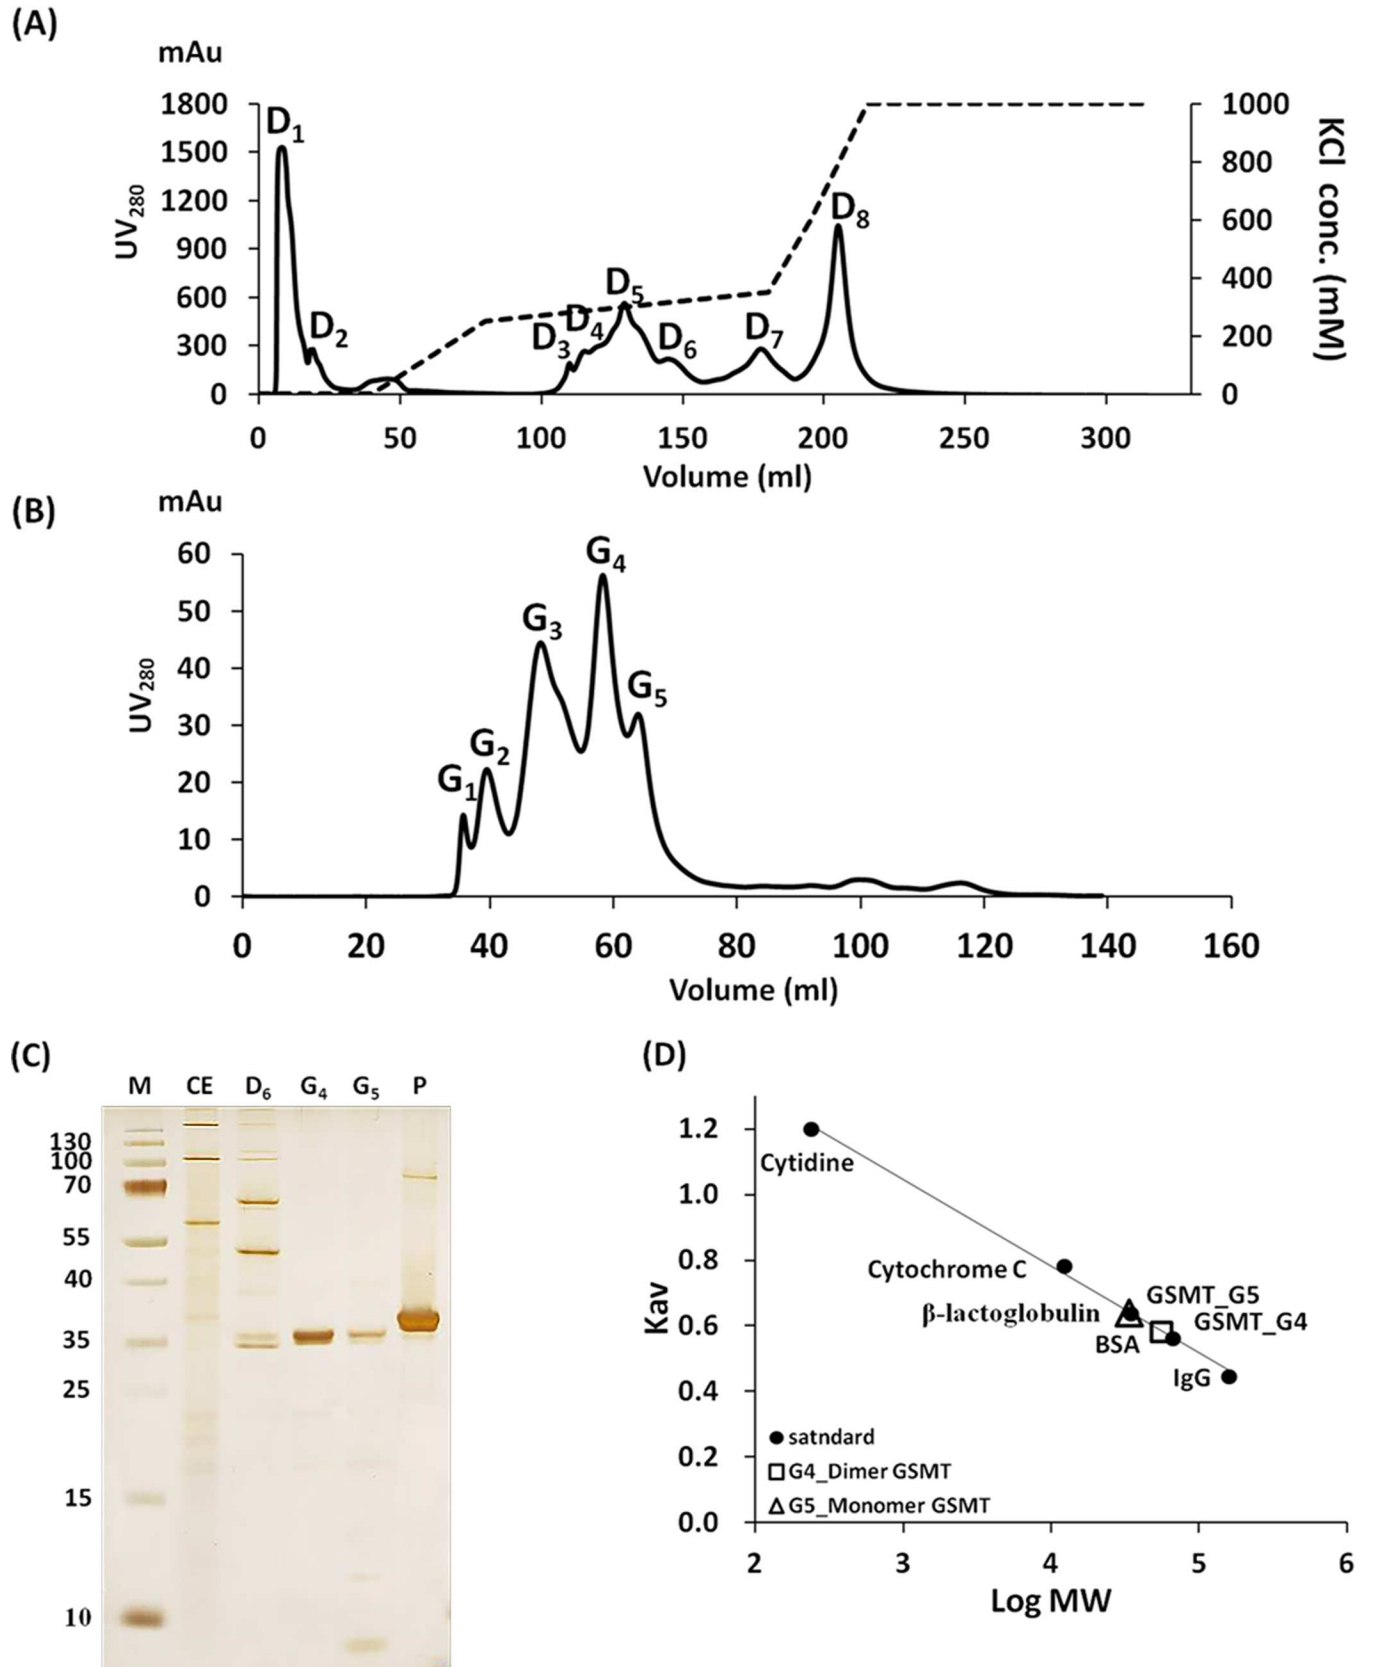 (A)
mAu
1800
1500
1200
900
600
300
0
UV280
D1
D2
D3
D4
D5
D6
D7
D8
1000
800
600
400
200
0
KCl conc. (mM)
0 50 100 150 200 250 300
Volume (ml)
(B)
mAu
60
50
40
30
20
10
0
UV280
G1
G2
G3
G4
G5
0 20 40 60 80 100 120 140 160
Volume (ml)
(C)
M CE D6 G4 G5 P
130
100
70
55
40
35
25
15
10
(D)
1.2
1.0
0.8
0.6
0.4
0.2
0.0
Kav
Cytidine
Cytochrome C
β-lactoglobulin
GSMT_G5
GSMT_G4
BSA
IgG
satndard
G4_Dimer GSMT
G5_Monomer GSMT
2 3 4 5 6
Log MW